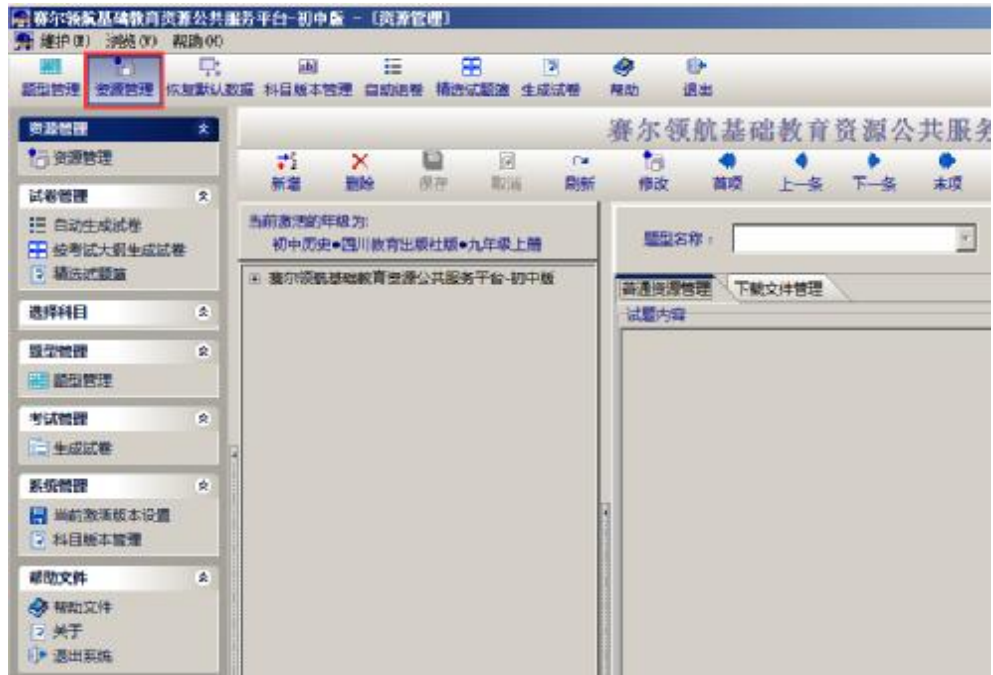 赛尔领航基础教育资源公共服务平台-初中版 - [资源管理]
维护(M) 浏览(V) 帮助(H)
题型管理 资源管理 恢复默认数据 科目版本管理 自动组卷 精选试题篮 生成试卷 帮助 退出
资源管理
资源管理
试卷管理
自动生成试卷
按考试大纲生成试卷
精选试题篮
选择科目
题型管理
题型管理
考试管理
生成试卷
系统管理
当前激活版本设置
科目版本管理
帮助文件
帮助文件
关于
退出系统
赛尔领航基础教育资源公共服务
新增 删除 保存 取消 刷新 修改 首项 上一条 下一条 末项
当前激活的年级为:
初中历史●四川教育出版社版●九年级上册
赛尔领航基础教育资源公共服务平台-初中版
题型名称:
普通资源管理 下载文件管理
试题内容